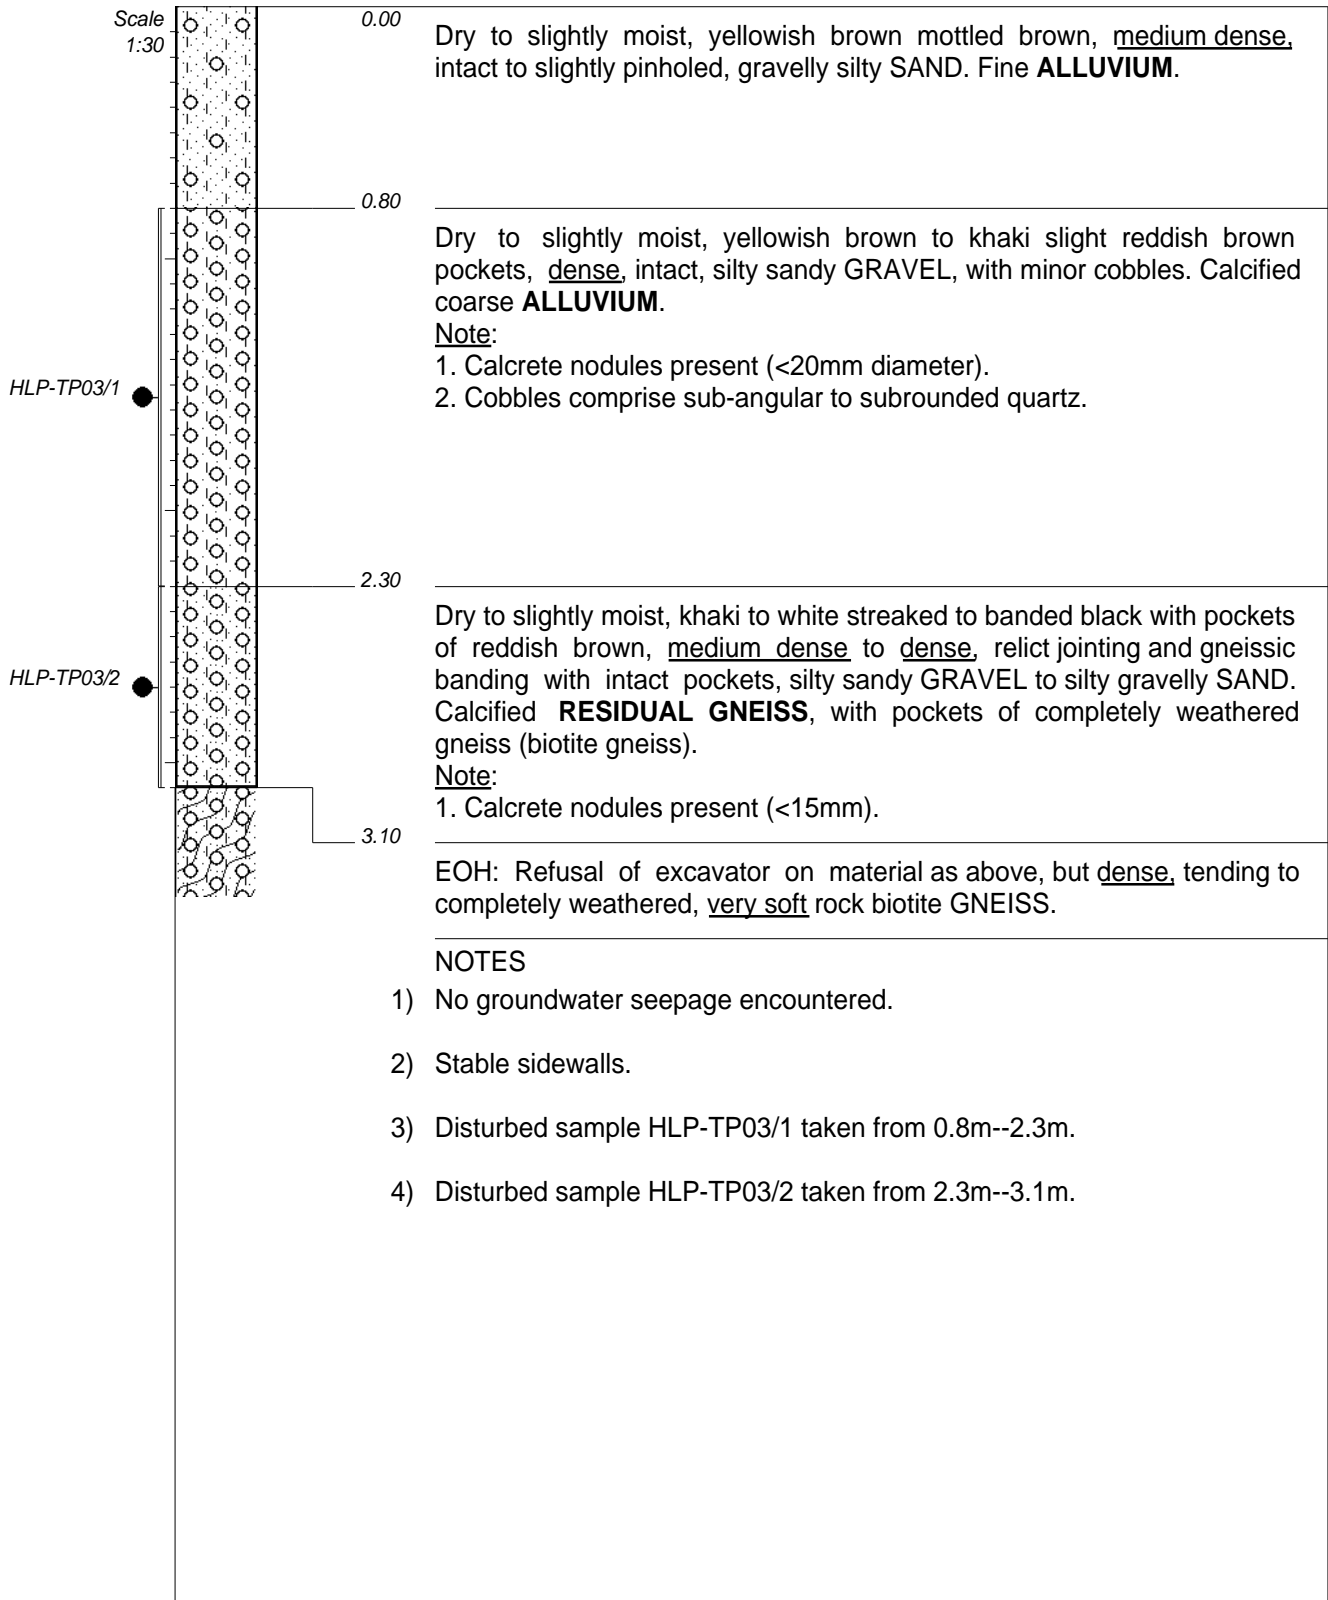 Scale
1:30
0.00
Dry to slightly moist, yellowish brown mottled brown, medium dense,
intact to slightly pinholed, gravelly silty SAND. Fine ALLUVIUM.
0.80
Dry to slightly moist, yellowish brown to khaki slight reddish brown
pockets, dense, intact, silty sandy GRAVEL, with minor cobbles. Calcified
coarse ALLUVIUM.
Note:
1. Calcrete nodules present (<20mm diameter).
HLP-TP03/1
2. Cobbles comprise sub-angular to subrounded quartz.
2.30
Dry to slightly moist, khaki to white streaked to banded black with pockets
of reddish brown, medium dense to dense, relict jointing and gneissic
HLP-TP03/2
banding with intact pockets, silty sandy GRAVEL to silty gravelly SAND.
Calcified RESIDUAL GNEISS, with pockets of completely weathered
gneiss (biotite gneiss).
Note:
1. Calcrete nodules present (<15mm).
3.10
EOH: Refusal of excavator on material as above, but dense, tending to
completely weathered, very soft rock biotite GNEISS.
NOTES
1) No groundwater seepage encountered.
2) Stable sidewalls.
3) Disturbed sample HLP-TP03/1 taken from 0.8m--2.3m.
4) Disturbed sample HLP-TP03/2 taken from 2.3m--3.1m.